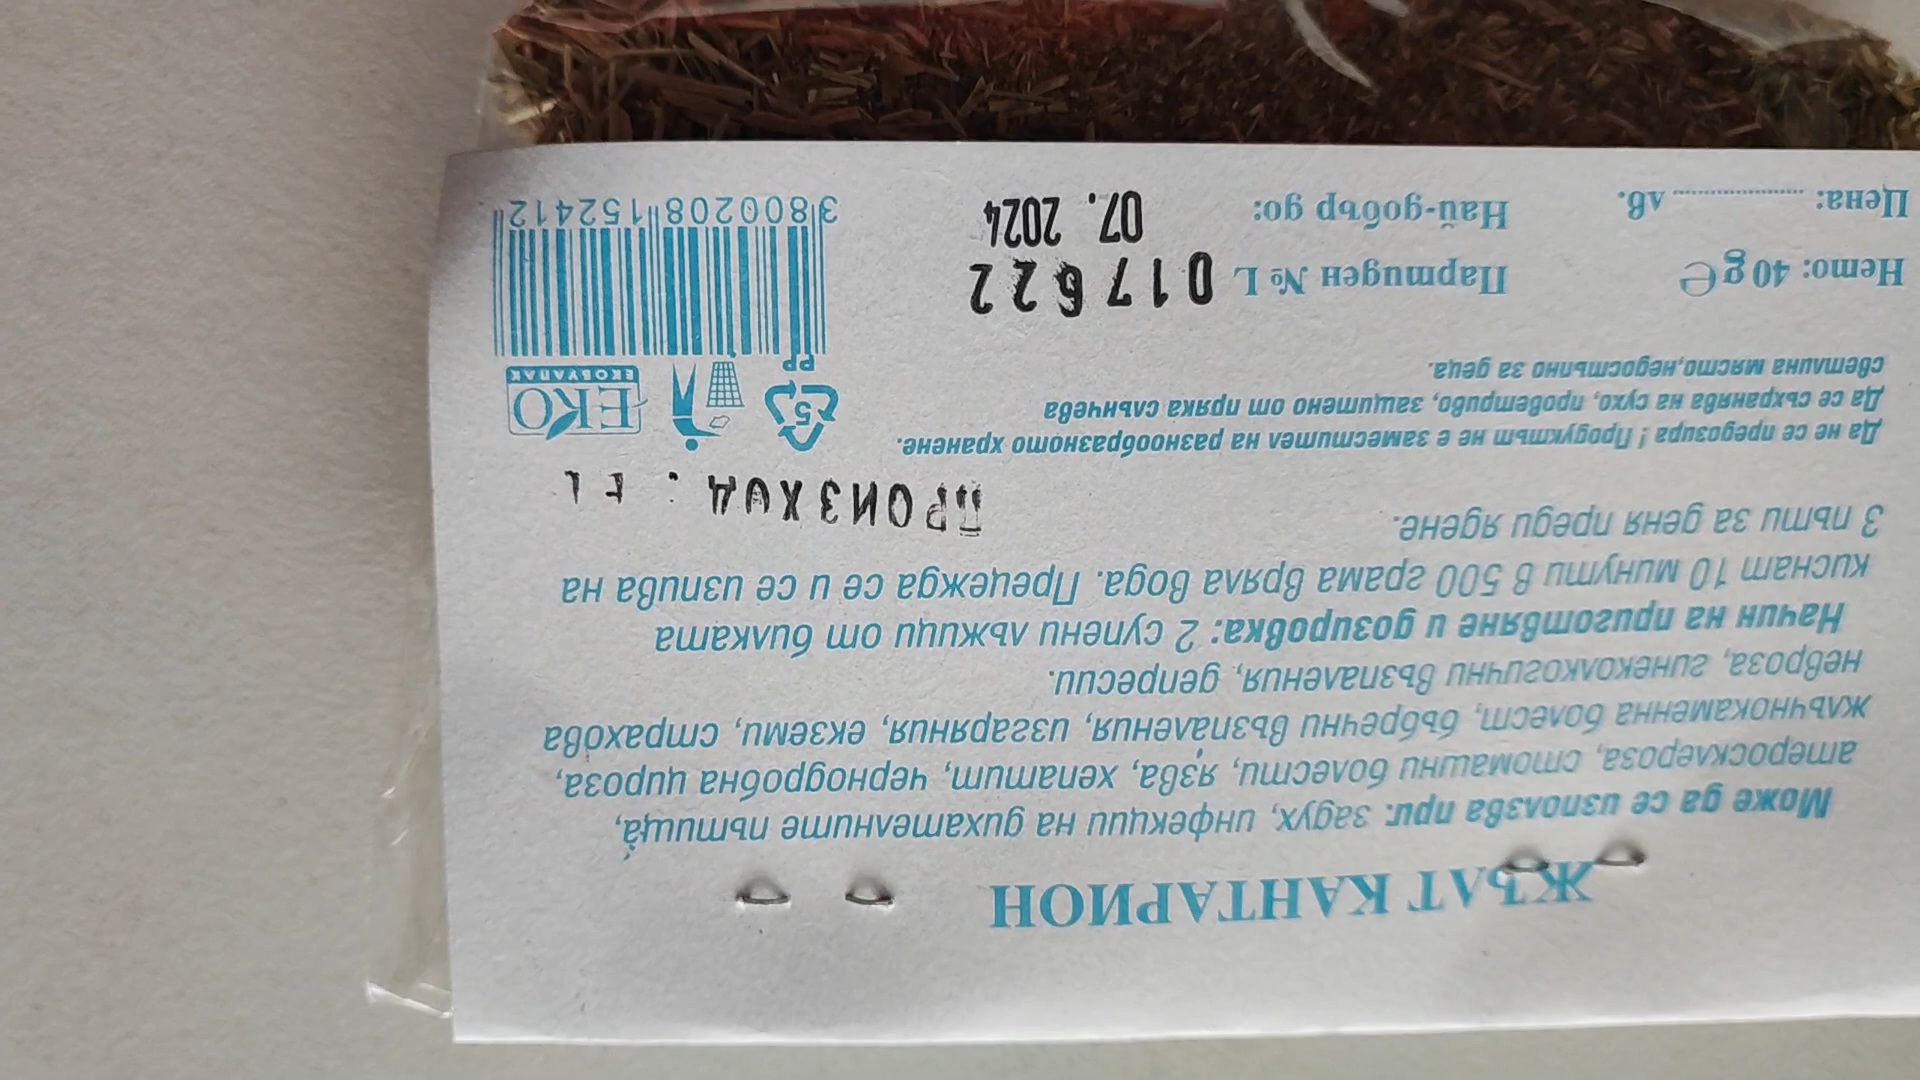 ЖЪЛТ КАНТАРИОН
Може да се използва при: задух, инфекции на дихателните пътища,
атеросклероза, стомашни болести, язва, хепатит, чернодробна цироза,
жлъчнокаменна болест, бъбречни възпаления, изгаряния, екземи, страхова
невроза, гинеколкогични възпаления, депресии.
Начин на приготвяне и дозировка: 2 супени лъжици от билката
киснат 10 минути в 500 грама вряла вода. Прецежда се и се изпива на
3 пъти за деня преди ядене.
ПРОИЗХОД :
Да не се предозира ! Продуктът не е заместител на разнообразното хранене.
Да се съхранява на сухо, проветриво, защитено от пряка слънчева
светлина място,недостъпно за деца.
5
PP
ЕКО
ЕКОБУЛПАК
Нето: 40 g e
Партиден № L 017622
Цена: .................... лв.
Най-добър до: 07. 2024
3 800208 152412